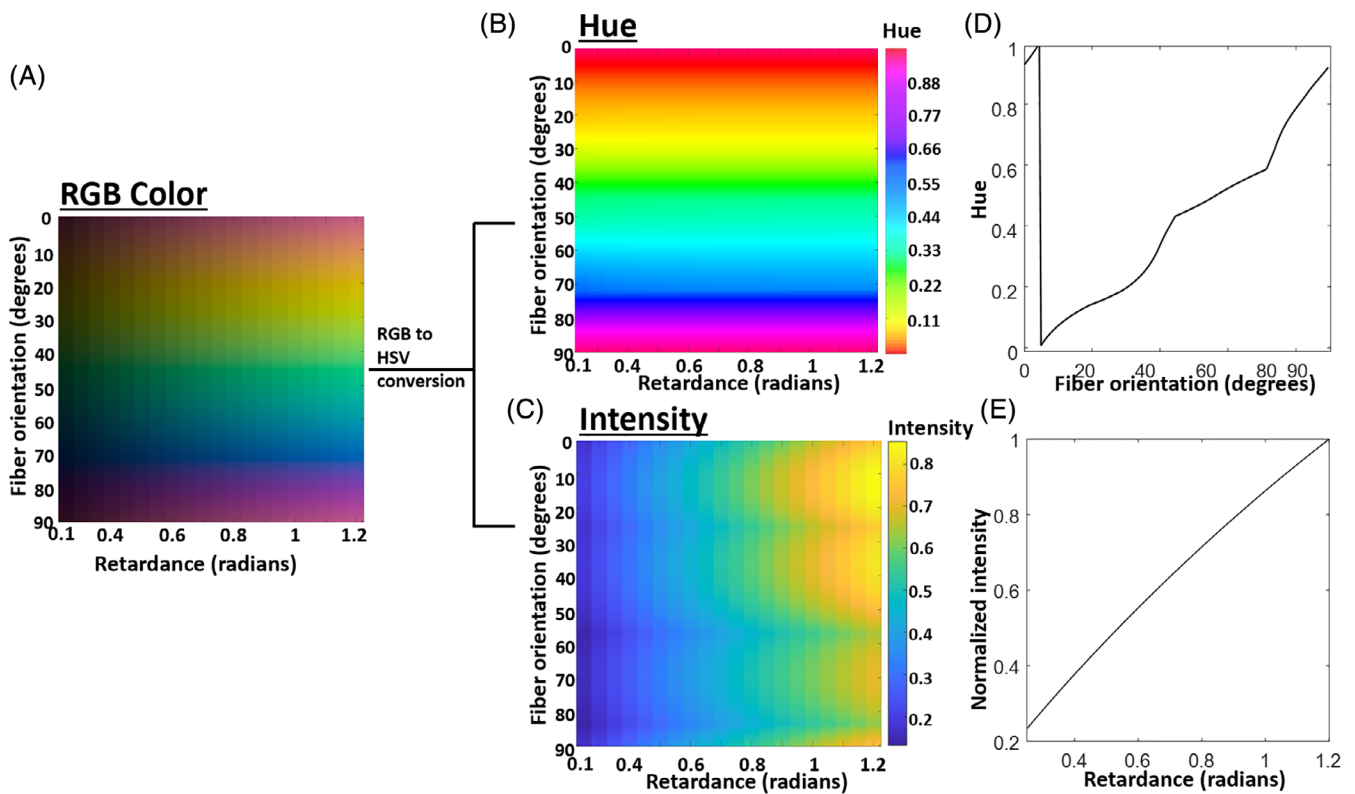 (A)
RGB Color
Fiber orientation (degrees)
0
10
20
30
40
50
60
70
80
90
0.1 0.4 0.6 0.8 1 1.2
Retardance (radians)
RGB to
HSV
conversion
(B)
Hue
Hue
Fiber orientation (degrees)
0
10
20
30
40
50
60
70
80
90
0.1 0.4 0.6 0.8 1 1.2
Retardance (radians)
0.88
0.77
0.66
0.55
0.44
0.33
0.22
0.11
(C)
Intensity
Intensity
Fiber orientation (degrees)
0
10
20
30
40
50
60
70
80
90
0.1 0.4 0.6 0.8 1 1.2
Retardance (radians)
0.8
0.7
0.6
0.5
0.4
0.3
0.2
(D)
Hue
1
0.8
0.6
0.4
0.2
0
0 20 40 60 80 90
Fiber orientation (degrees)
(E)
Normalized intensity
1
0.8
0.6
0.4
0.2
0.4 0.6 0.8 1 1.2
Retardance (radians)